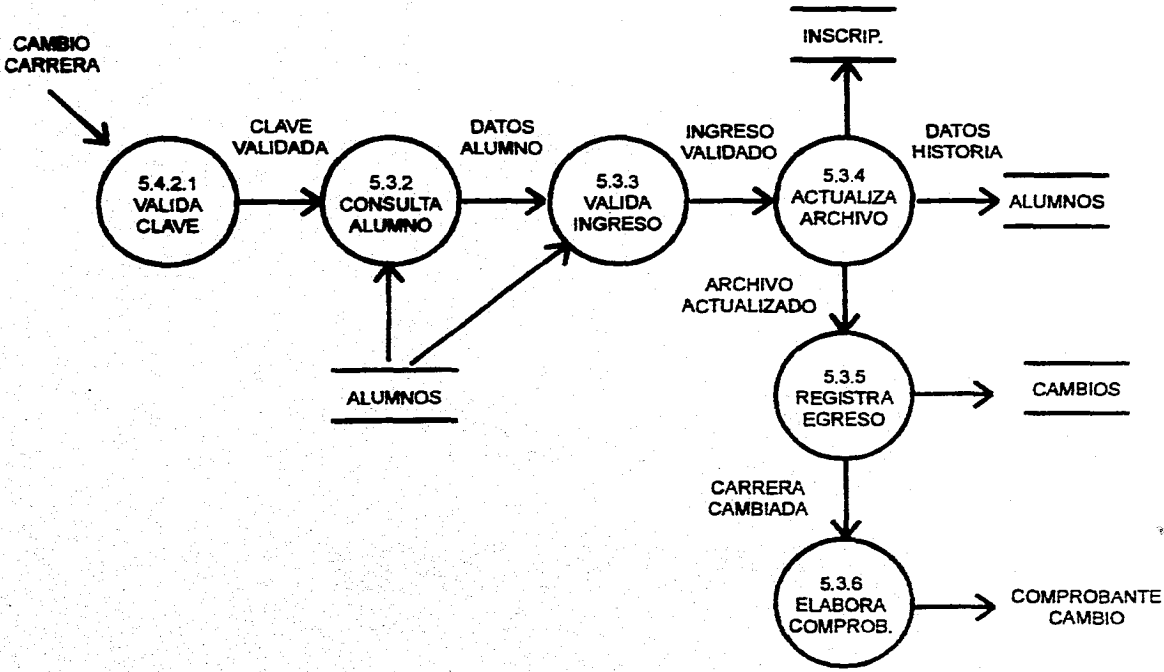 INSCRIP.
CAMBIO
CARRERA
CLAVE
VALIDADA
DATOS
ALUMNO
INGRESO
VALIDADO
DATOS
HISTORIA
5.4.2.1
VALIDA
CLAVE
5.3.2
CONSULTA
ALUMNO
5.3.3
VALIDA
INGRESO
5.3.4
ACTUALIZA
ARCHIVO
ALUMNOS
ARCHIVO
ACTUALIZADO
ALUMNOS
5.3.5
REGISTRA
EGRESO
CAMBIOS
CARRERA
CAMBIADA
5.3.6
ELABORA
COMPROB.
COMPROBANTE
CAMBIO